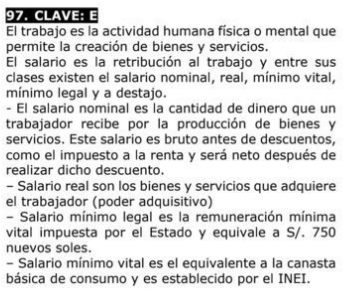 97. CLAVE: E
El trabajo es la actividad humana física o mental que
permite la creación de bienes y servicios.
El salario es la retribución al trabajo y entre sus
clases existen el salario nominal, real, mínimo vital,
mínimo legal y a destajo.
- El salario nominal es la cantidad de dinero que un
trabajador recibe por la producción de bienes y
servicios. Este salario es bruto antes de descuentos,
como el impuesto a la renta y será neto después de
realizar dicho descuento.
– Salario real son los bienes y servicios que adquiere
el trabajador (poder adquisitivo)
– Salario mínimo legal es la remuneración mínima
vital impuesta por el Estado y equivale a S/. 750
nuevos soles.
– Salario mínimo vital es el equivalente a la canasta
básica de consumo y es establecido por el INEI.